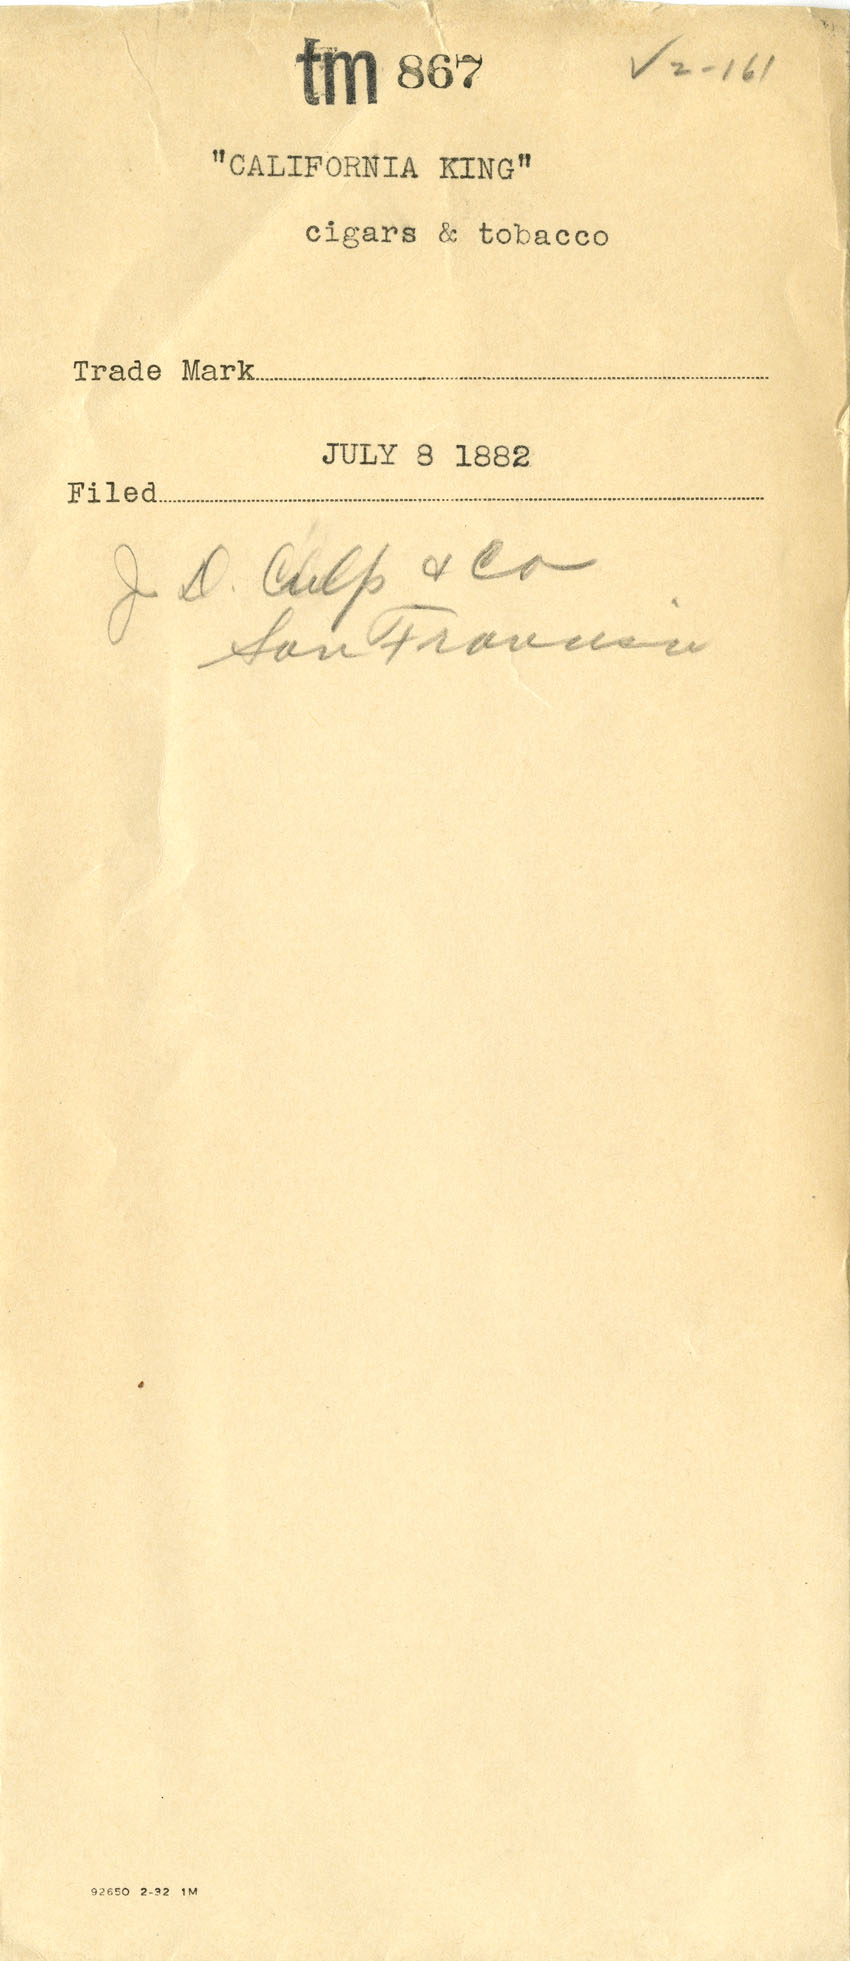 tm 867 √ 2-161
"CALIFORNIA KING"
cigars & tobacco
Trade Mark
JULY 8 1882
Filed
J. D. Culp & Co
San Francisco
92650 2-32 1M